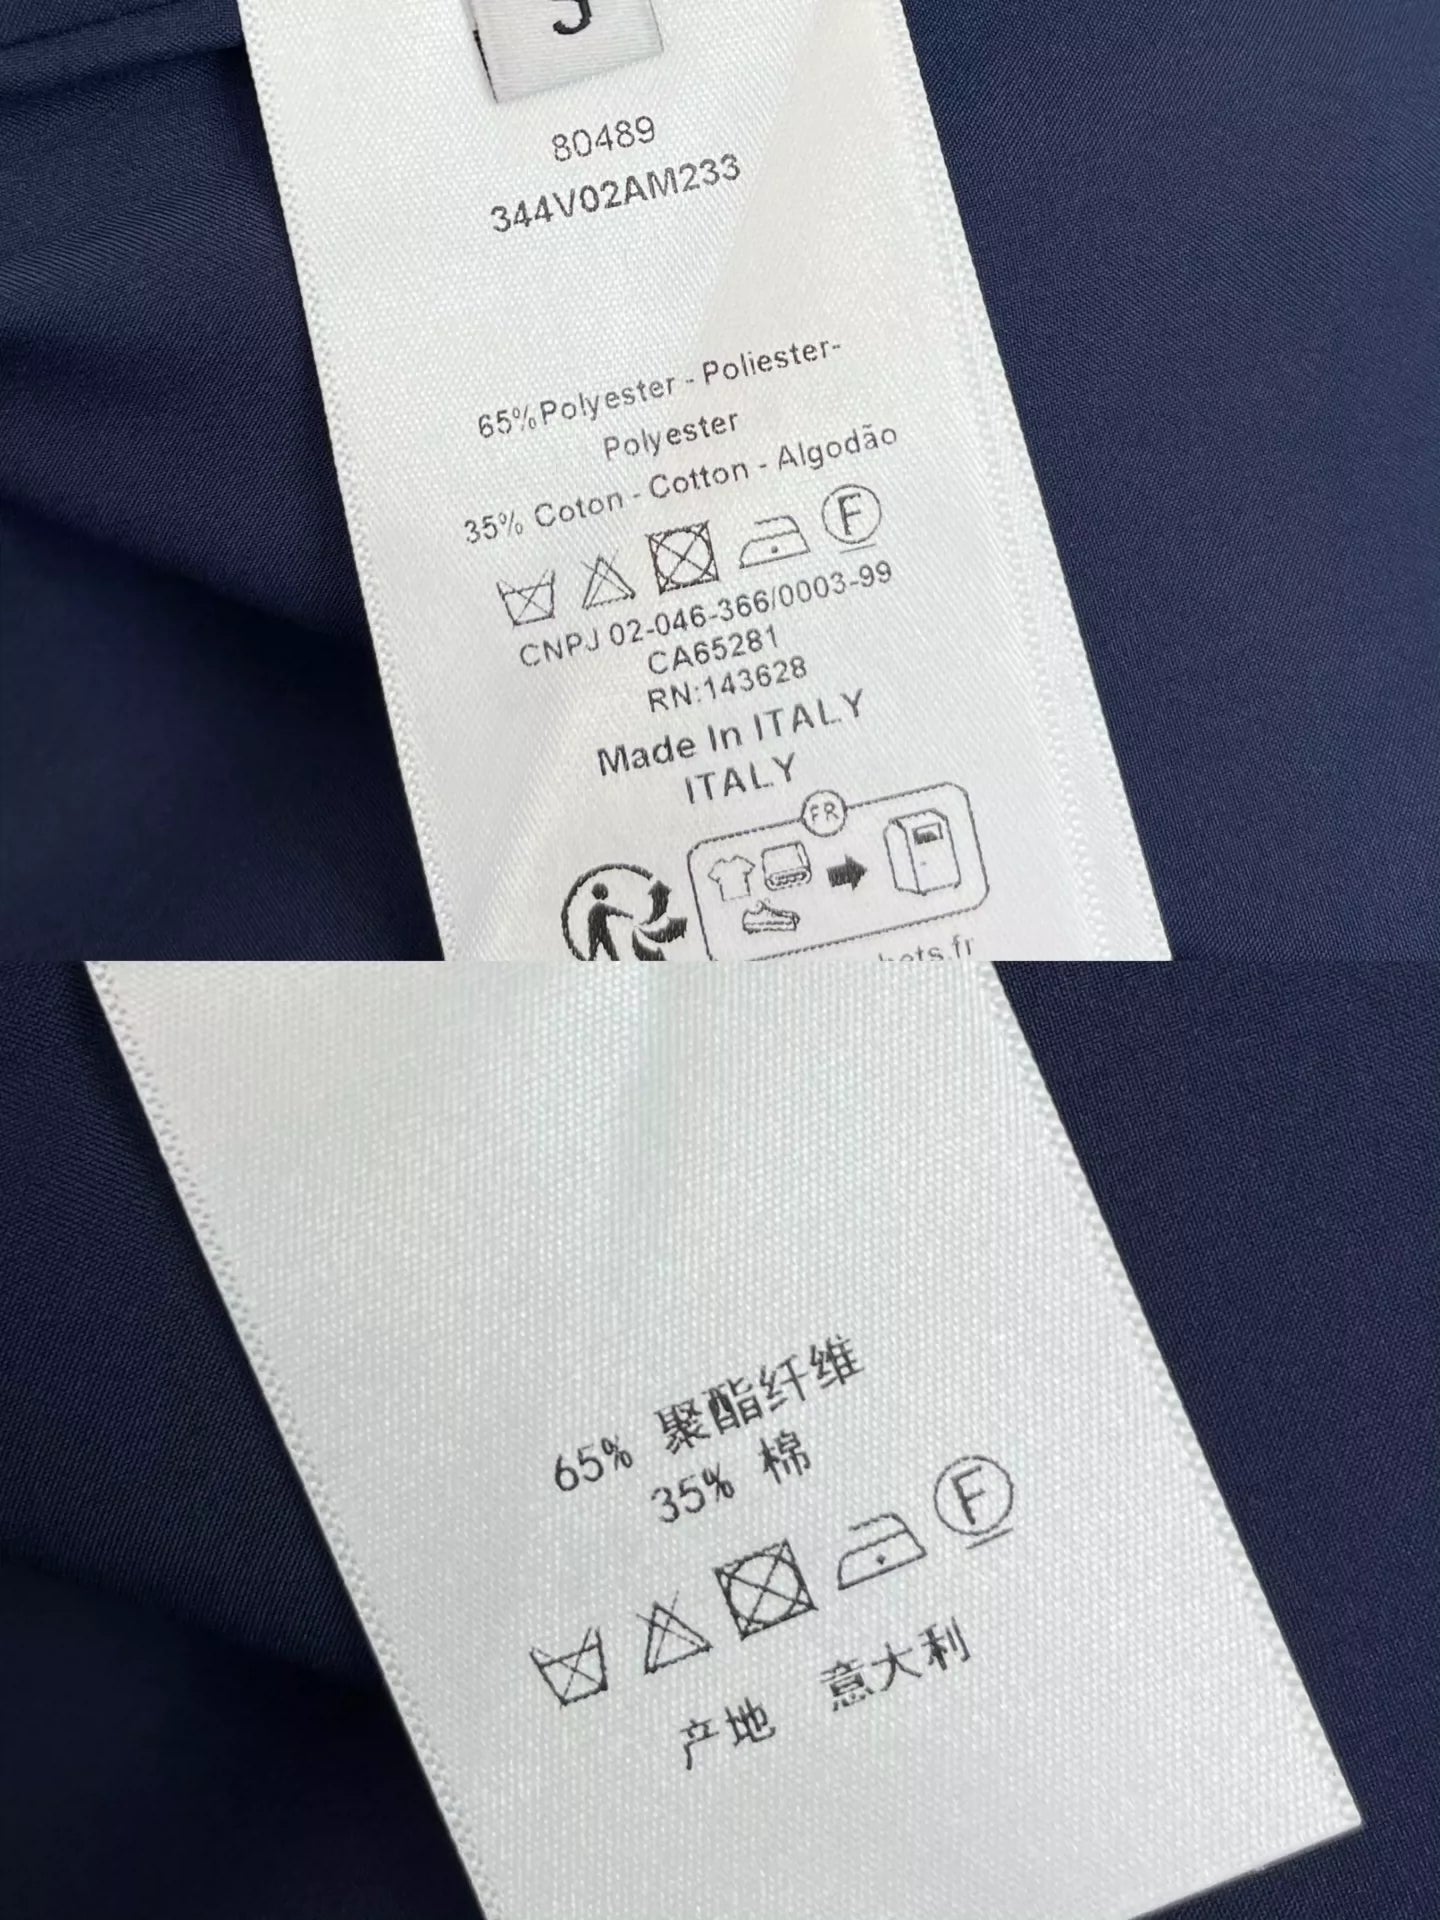 80489
344V02AM233
65%Polyester - Poliester-
Polyester
35% Coton - Cotton - Algodão
F
CNPJ 02-046-366/0003-99
CA65281
RN:143628
Made In ITALY
ITALY
FR
65% 聚酯纤维
35% 棉
F
产地 意大利